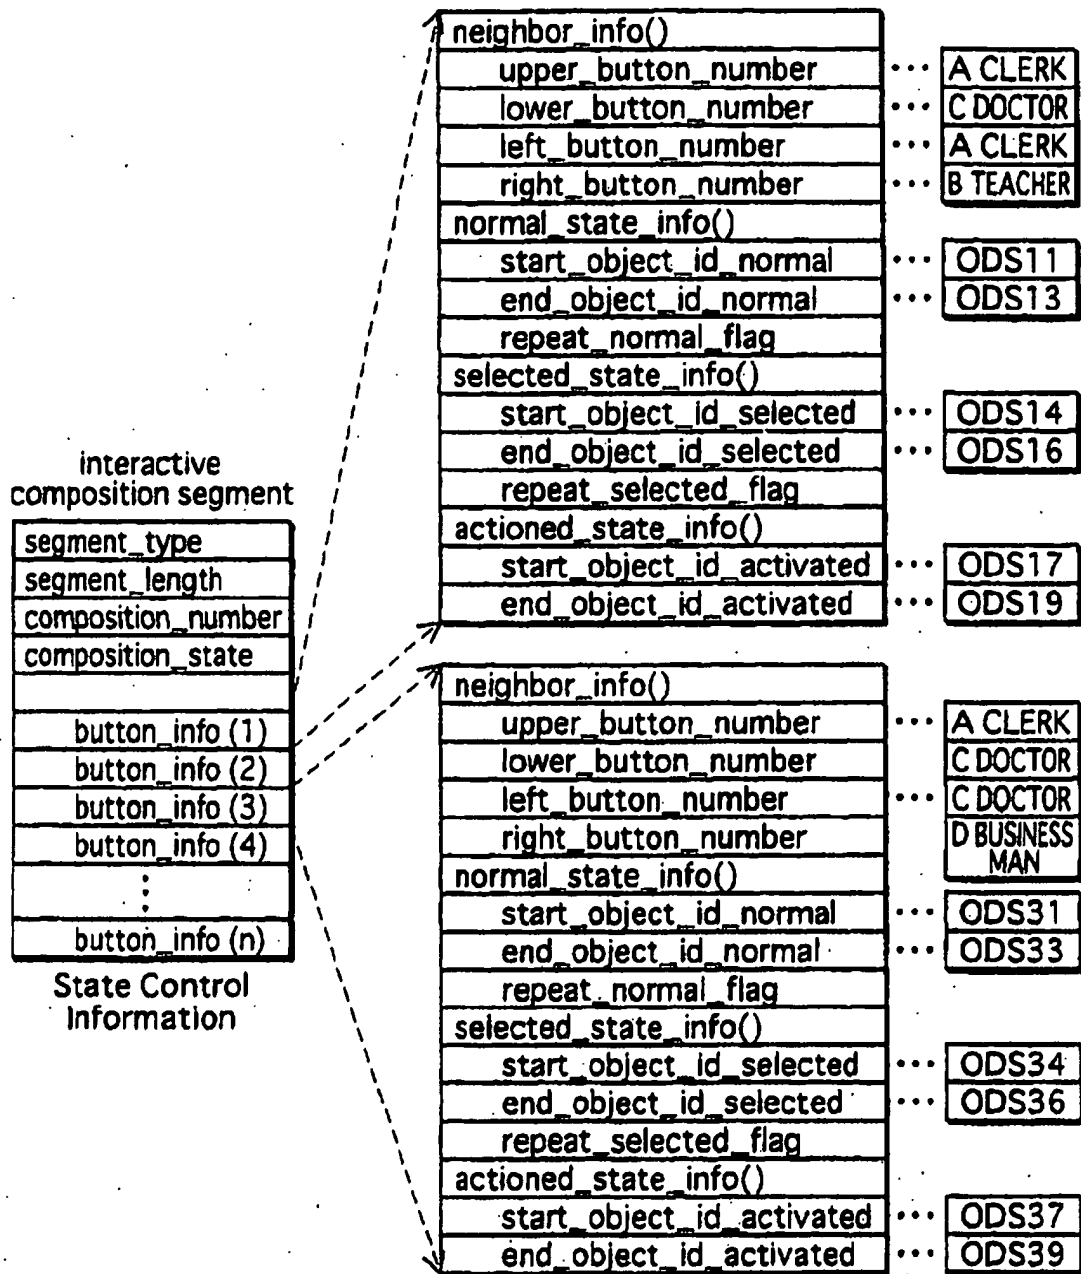 interactive
composition segment
segment_type
segment_length
composition_number
composition_state
button_info (1)
button_info (2)
button_info (3)
button_info (4)
button_info (n)
State Control
Information
neighbor_info()
upper_button_number ... A CLERK
lower_button_number ... C DOCTOR
left_button_number ... A CLERK
right_button_number ... B TEACHER
normal_state_info()
start_object_id_normal ... ODS11
end_object_id_normal ... ODS13
repeat_normal_flag
selected_state_info()
start_object_id_selected ... ODS14
end_object_id_selected ... ODS16
repeat_selected_flag
actioned_state_info()
start_object_id_activated ... ODS17
end_object_id_activated ... ODS19
neighbor_info()
upper_button_number ... A CLERK
lower_button_number C DOCTOR
left_button_number ... C DOCTOR
right_button_number D BUSINESS
MAN
normal_state_info()
start_object_id_normal ... ODS31
end_object_id_normal ... ODS33
repeat_normal_flag
selected_state_info()
start_object_id_selected ... ODS34
end_object_id_selected ... ODS36
repeat_selected_flag
actioned_state_info()
start_object_id_activated ... ODS37
end_object_id_activated ... ODS39